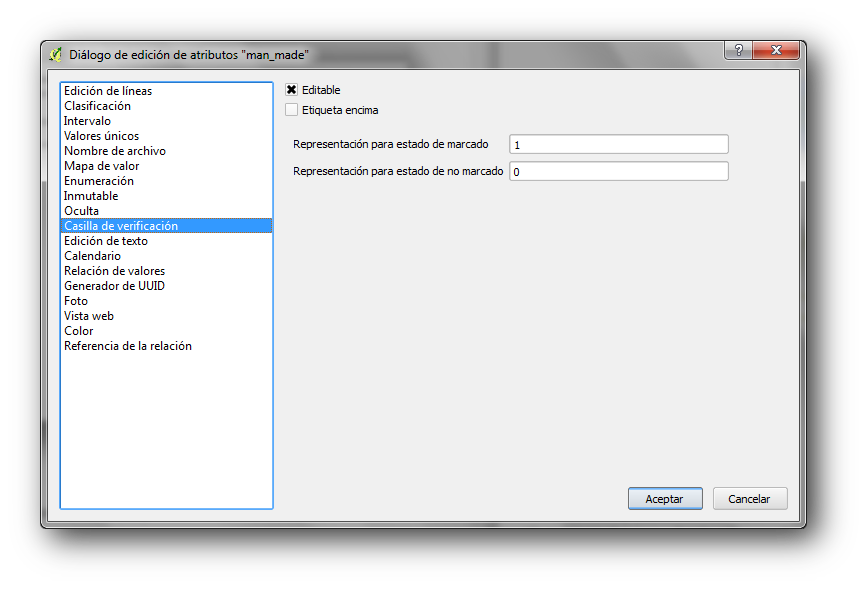 Diálogo de edición de atributos "man_made"
?
Edición de líneas
Clasificación
Intervalo
Valores únicos
Nombre de archivo
Mapa de valor
Enumeración
Inmutable
Oculta
Casilla de verificación
Edición de texto
Calendario
Relación de valores
Generador de UUID
Foto
Vista web
Color
Referencia de la relación
Editable
Etiqueta encima
Representación para estado de marcado 1
Representación para estado de no marcado 0
Aceptar Cancelar